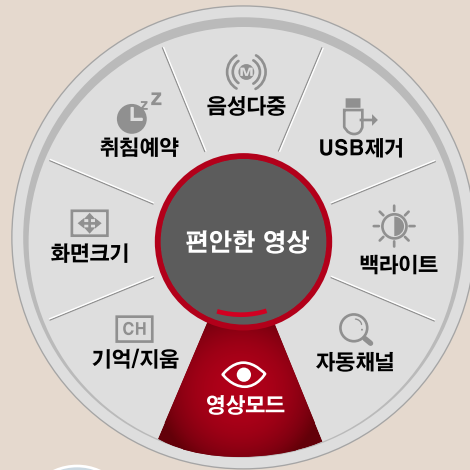 음성다중
취침예약
USB제거
화면크기
편안한 영상
백라이트
CH
기억/지움
자동채널
영상모드
M
z z